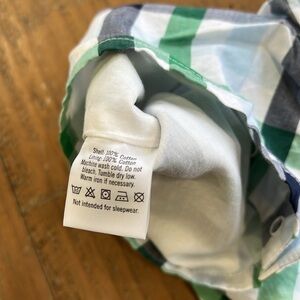 Shell: 100% Cotton
Lining: 100% Cotton
Machine wash cold. Do not
bleach. Tumble dry low.
Warm iron if necessary.
Not intended for sleepwear.